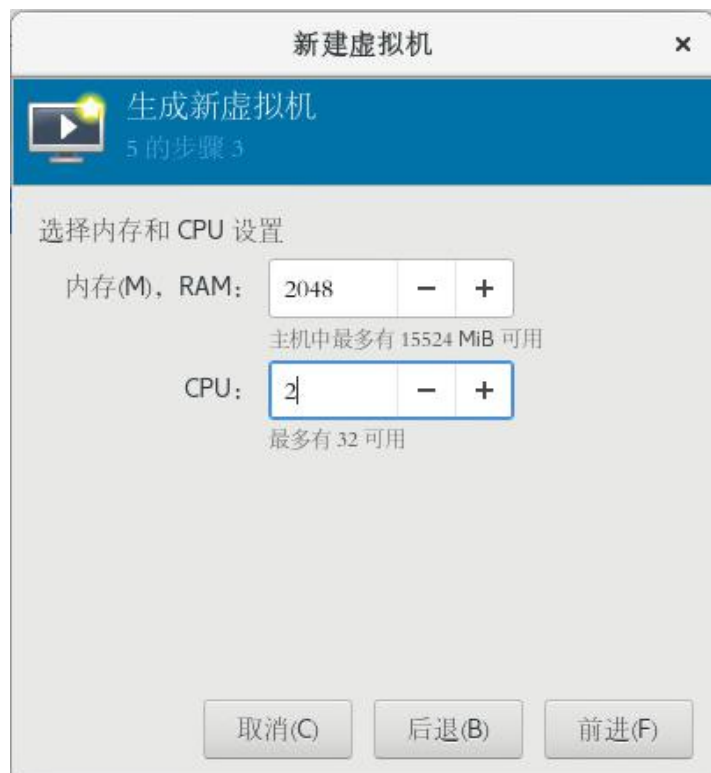 新建虚拟机
生成新虚拟机
5 的步骤 3
选择内存和 CPU 设置
内存(M)，RAM： 2048
主机中最多有 15524 MiB 可用
CPU： 2
最多有 32 可用
取消(C) 后退(B) 前进(F)